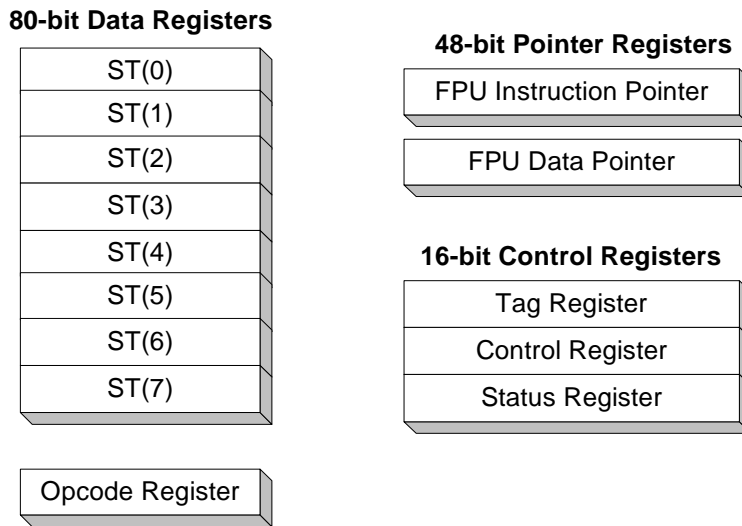 80-bit Data Registers
ST(0)
ST(1)
ST(2)
ST(3)
ST(4)
ST(5)
ST(6)
ST(7)
Opcode Register
48-bit Pointer Registers
FPU Instruction Pointer
FPU Data Pointer
16-bit Control Registers
Tag Register
Control Register
Status Register